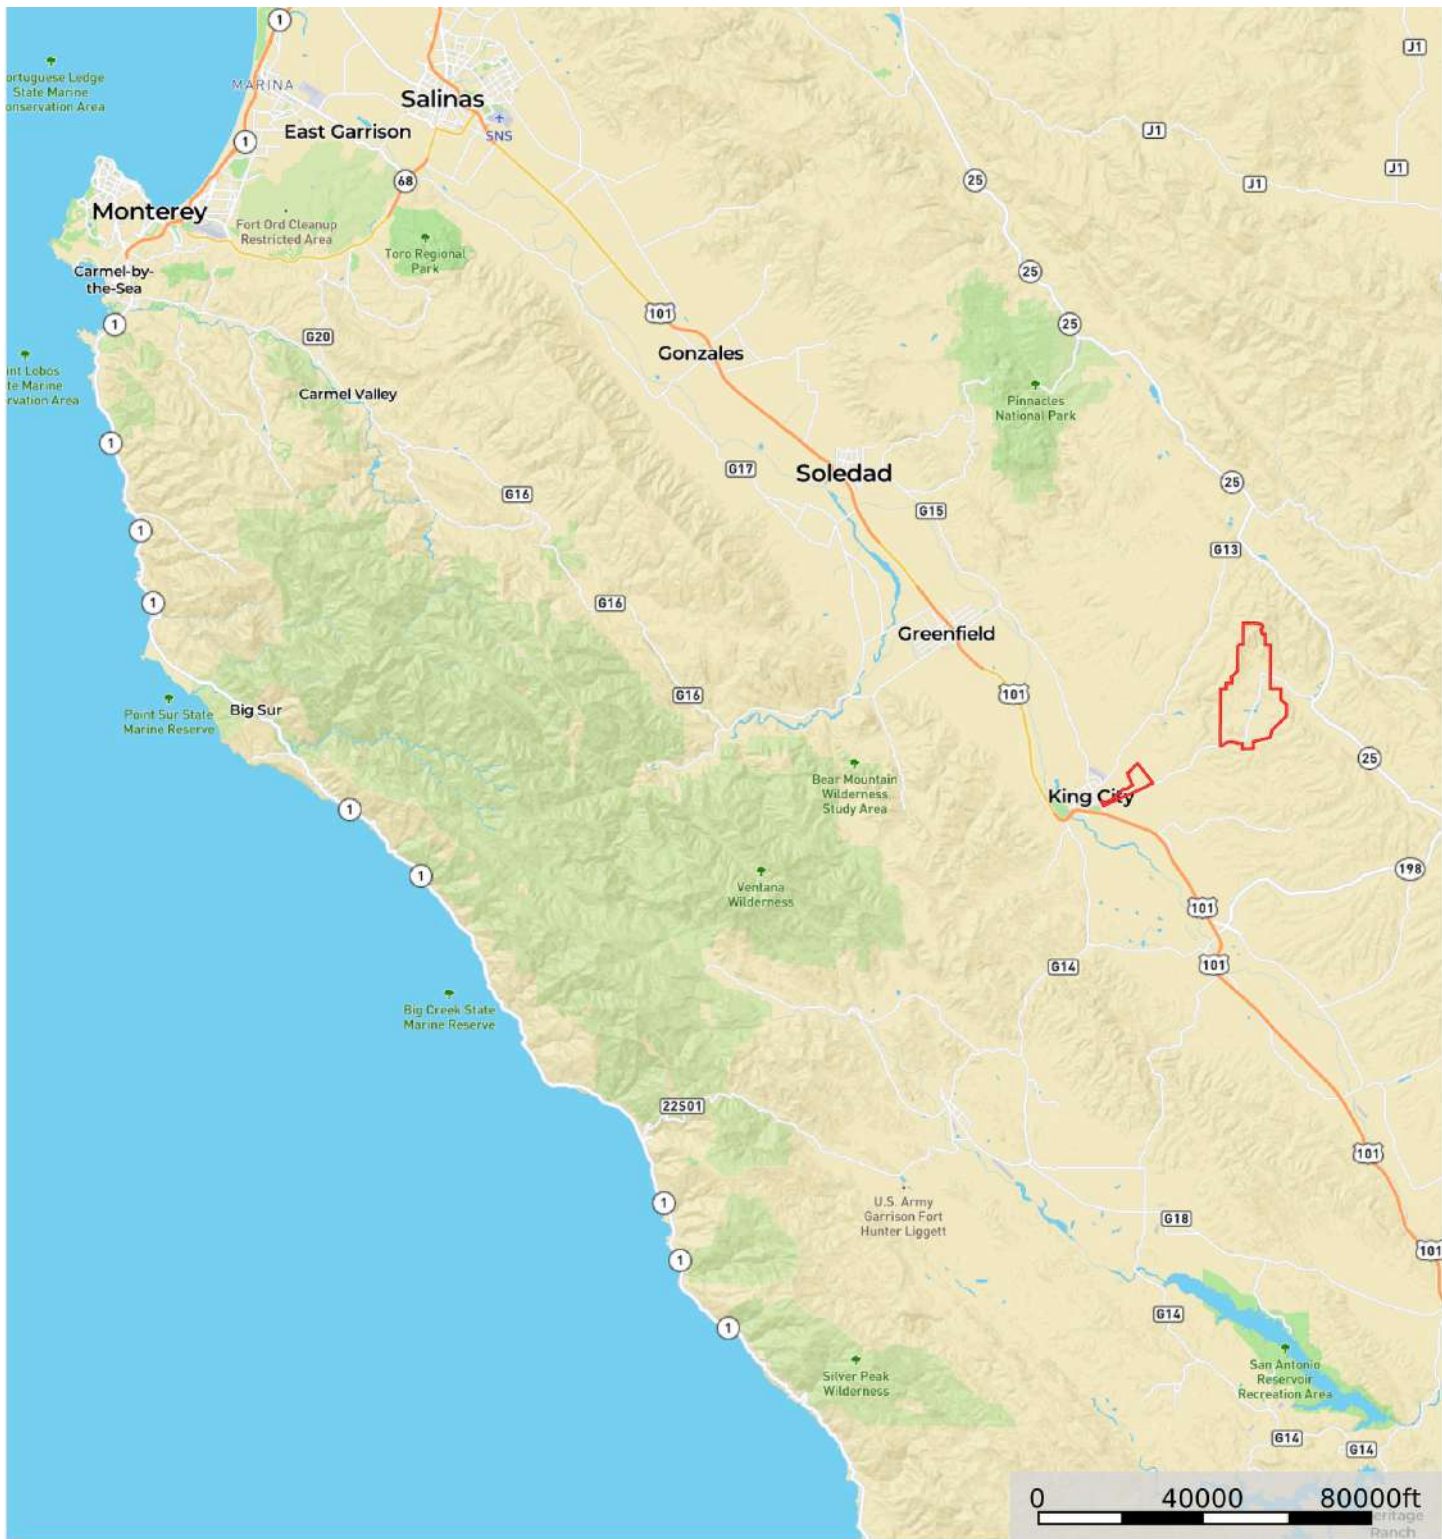 1
J1
ortuguese Ledge
State Marine
onservation Area
MARINA
Salinas
East Garrison
SNS
J1
1
68
25
J1
J1
Monterey
Fort Ord Cleanup
Restricted Area
Toro Regional
Park
Carmel-by-
the-Sea
25
1
G20
101
25
Gonzales
int Lobos
te Marine
rvation Area
Carmel Valley
Pinnacles
National Park
1
G17
Soledad
25
G16
G15
1
G13
1
G16
Greenfield
G16
101
Point Sur State
Marine Reserve
Big Sur
25
Bear Mountain
Wilderness
Study Area
King City
1
1
198
Ventana
Wilderness
101
G14
101
Big Creek State
Marine Reserve
22501
101
1
U.S. Army
Garrison Fort
Hunter Liggett
G18
1
101
G14
1
San Antonio
Reservoir
Recreation Area
Silver Peak
Wilderness
G14
G14
0 40000 80000ft
eritage
Ranch